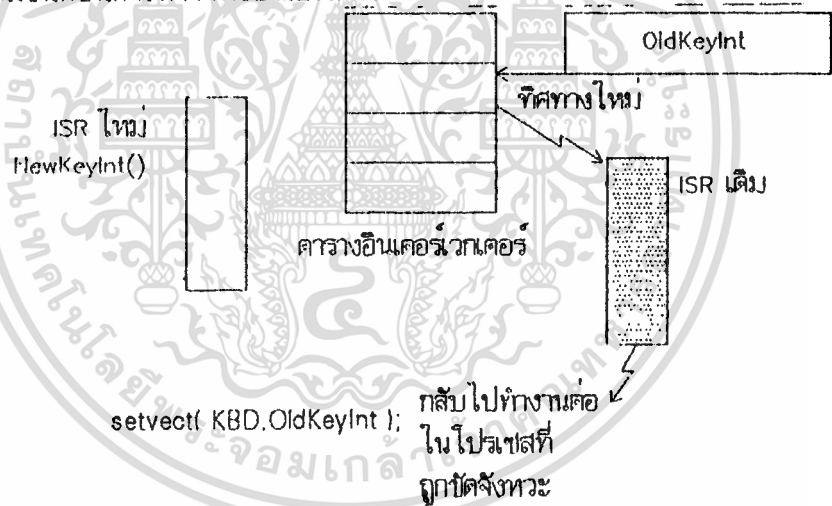 OldKeyInt
ทิศทางใหม่
ISR ใหม่
NewKeyInt()
ISR เดิม
ตารางอินเตอร์เวกเตอร์
setvect( KBD,OldKeyInt );
กลับไปทำงานต่อ
ในโปรเซสที่
ถูกขัดจังหวะ